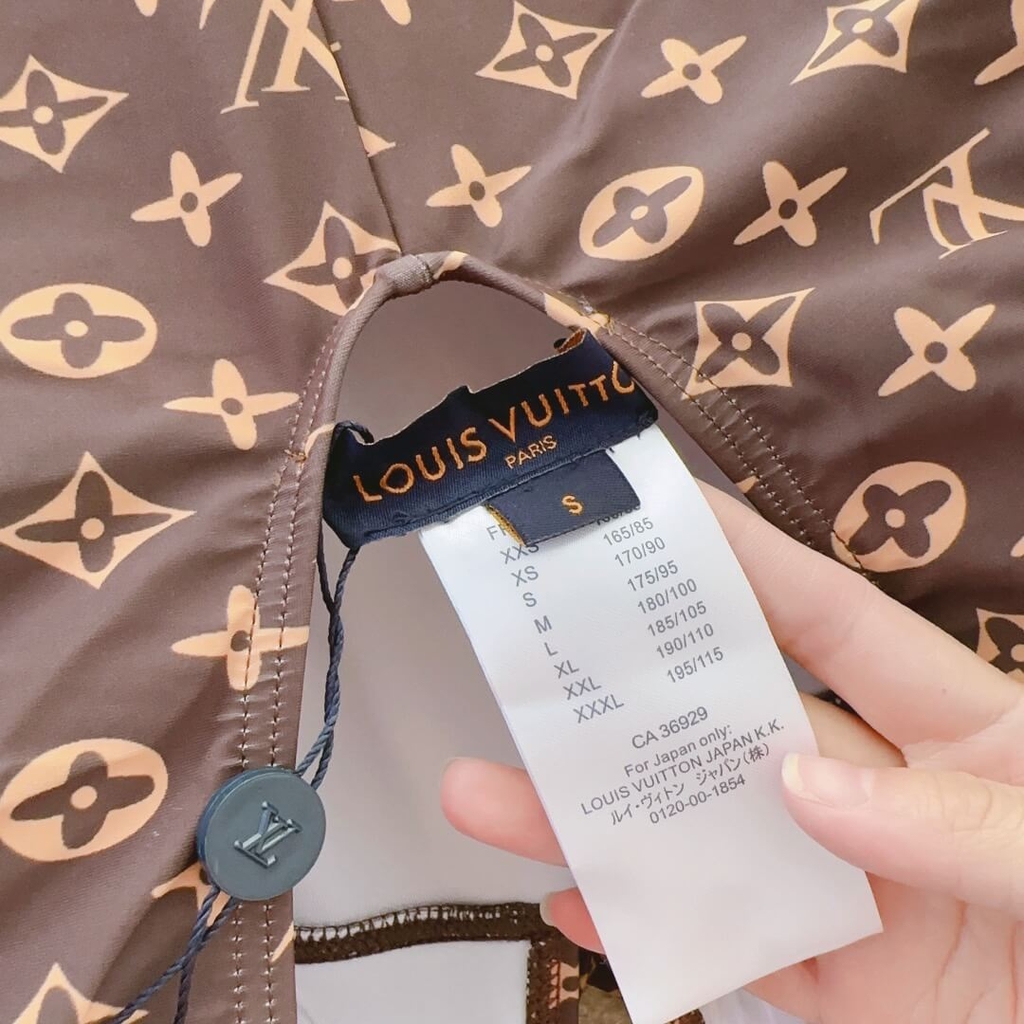 LOUIS VUITTO
PARIS
S
FR
XXS 165/85
XS 170/90
S 175/95
M 180/100
L 185/105
XL 190/110
XXL 195/115
XXXL
CA 36929
For Japan only:
LOUIS VUITTON JAPAN K.K.
ルイ・ヴィトン ジャパン(株)
0120-00-1854
LV